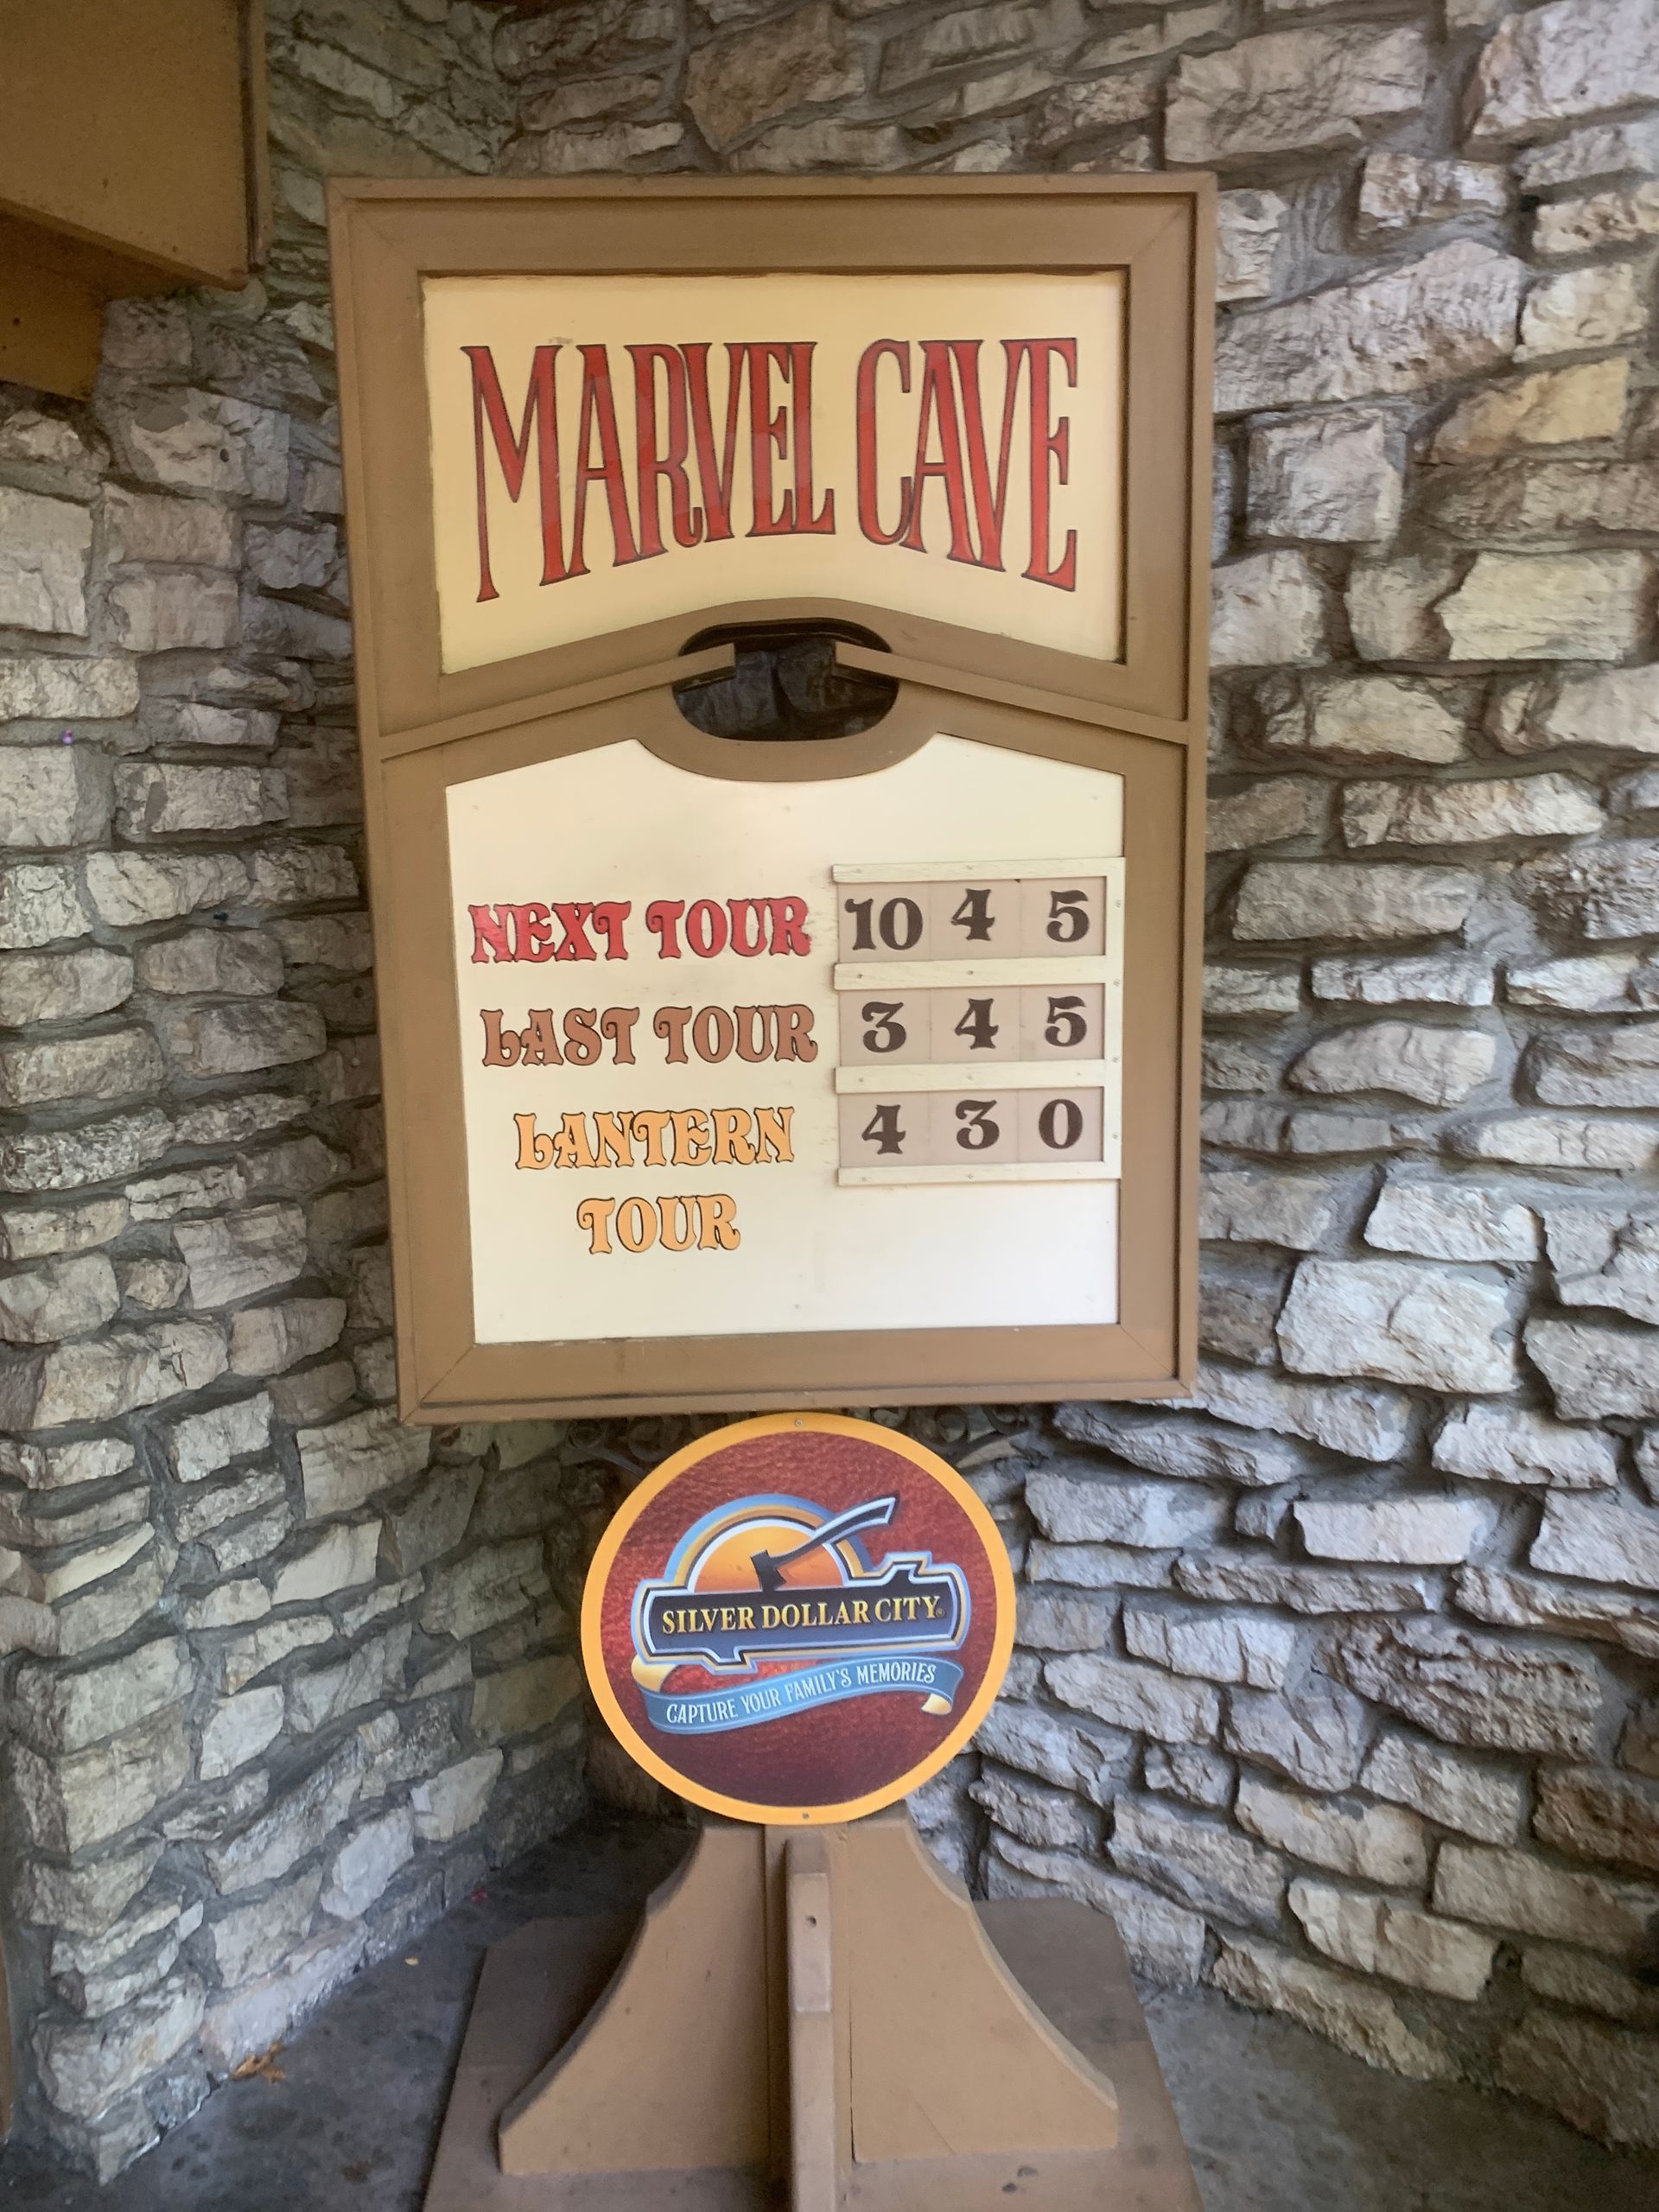 MARVEL CAVE
NEXT TOUR 10 4 5
LAST TOUR 3 4 5
LANTERN 4 3 0
TOUR
SILVER DOLLAR CITY®
CAPTURE YOUR FAMILY'S MEMORIES